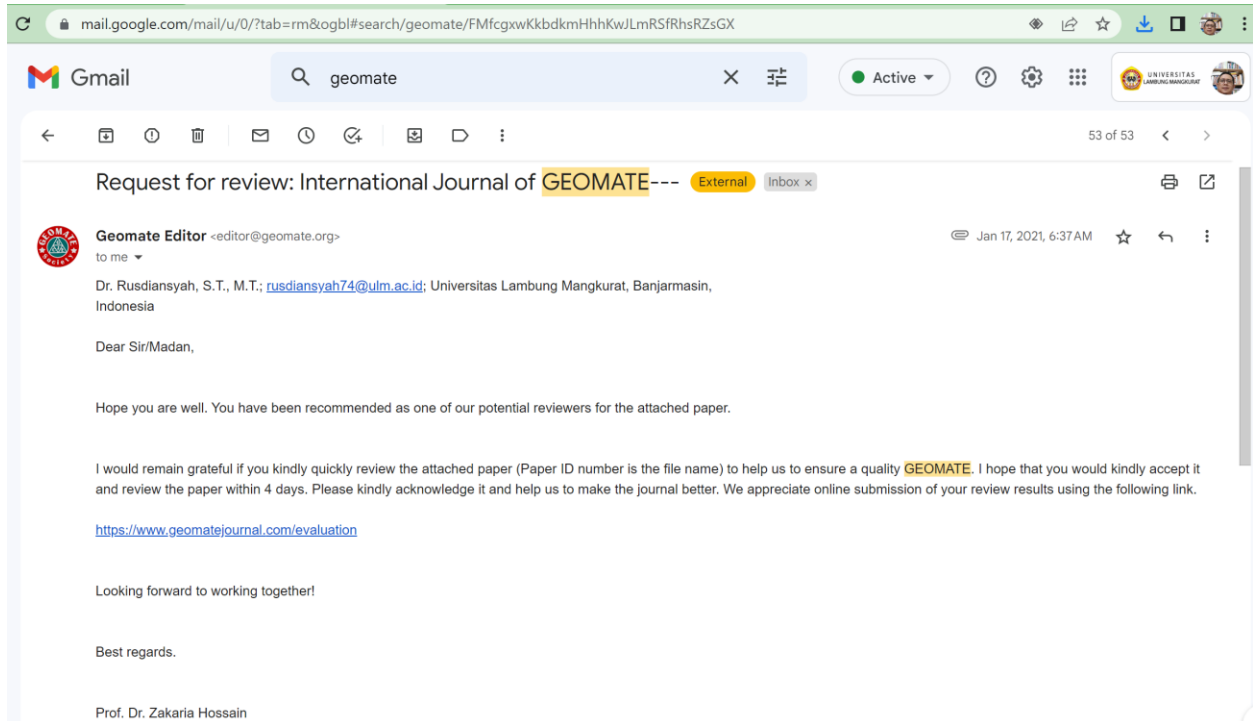 mail.google.com/mail/u/0/?tab=rm&ogbl#search/geomate/FMfcgxwKkbdkmHhhKwJLmRSfRhsRZsGX
Gmail
geomate
Active
UNIVERSITAS
LAMBUNG MANGKURAT
53 of 53
Request for review: International Journal of GEOMATE--- External Inbox x
Geomate Editor <editor@geomate.org>
Jan 17, 2021, 6:37 AM
to me
Dr. Rusdiansyah, S.T., M.T.; rusdiansyah74@ulm.ac.id; Universitas Lambung Mangkurat, Banjarmasin,
Indonesia
Dear Sir/Madan,
Hope you are well. You have been recommended as one of our potential reviewers for the attached paper.
I would remain grateful if you kindly quickly review the attached paper (Paper ID number is the file name) to help us to ensure a quality GEOMATE. I hope that you would kindly accept it
and review the paper within 4 days. Please kindly acknowledge it and help us to make the journal better. We appreciate online submission of your review results using the following link.
https://www.geomatejournal.com/evaluation
Looking forward to working together!
Best regards.
Prof. Dr. Zakaria Hossain